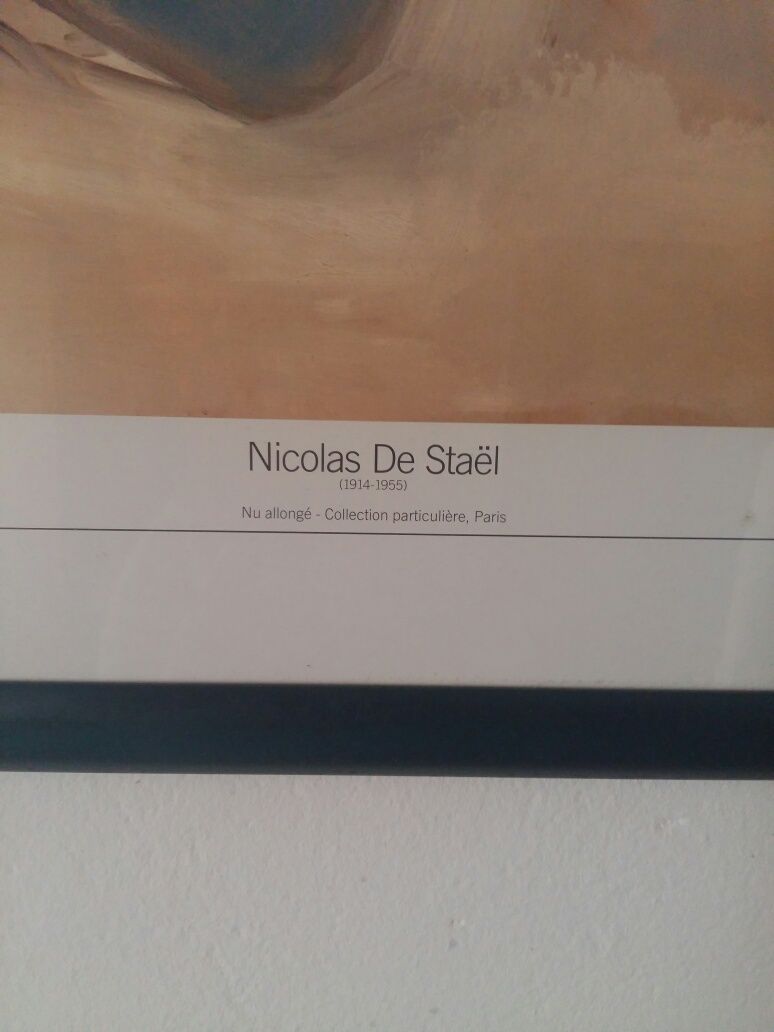 Nicolas De Staël
(1914-1955)
Nu allongé - Collection particulière, Paris